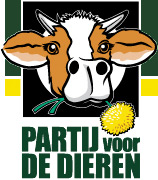 PARTIJ voor
DE DIEREN